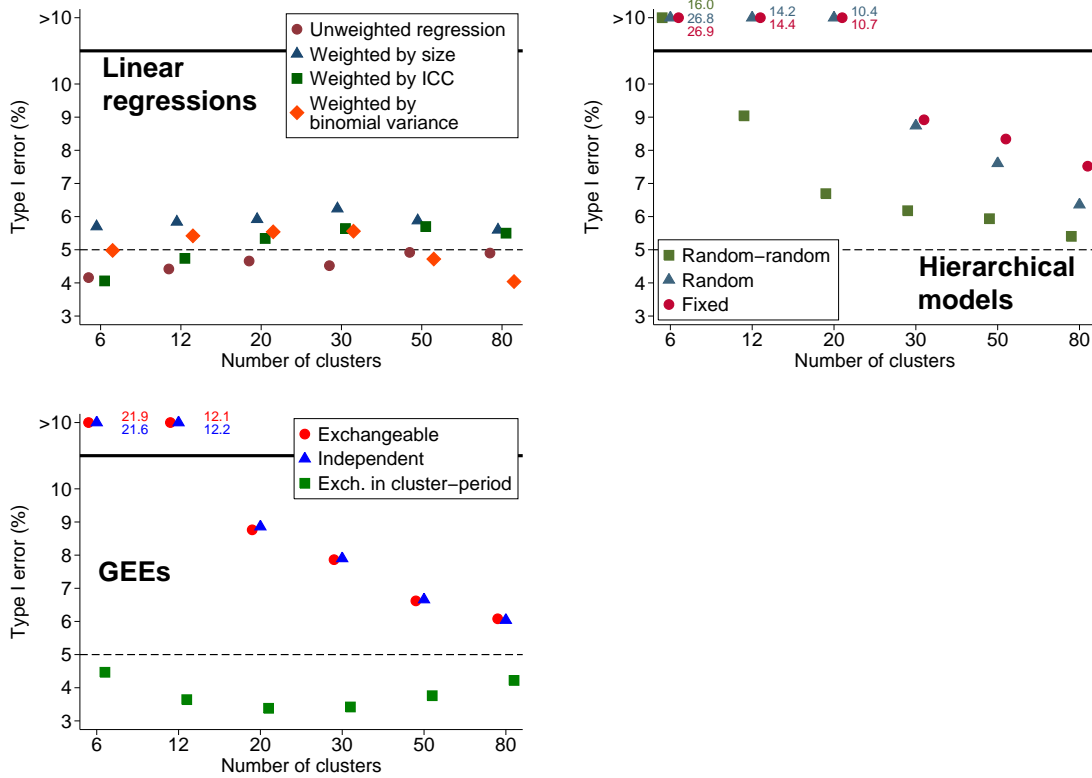 >10
10
9
8
7
6
5
4
3
Type I error (%)
Linear
regressions
Unweighted regression
Weighted by size
Weighted by ICC
Weighted by
binomial variance
6
12
20
30
50
80
Number of clusters
>10
10
9
8
7
6
5
4
3
Type I error (%)
16.0
26.8
26.9
14.2
14.4
10.4
10.7
Random−random
Random
Fixed
Hierarchical
models
6
12
20
30
50
80
Number of clusters
>10
10
9
8
7
6
5
4
3
Type I error (%)
21.9
21.6
12.1
12.2
Exchangeable
Independent
Exch. in cluster−period
GEEs
6
12
20
30
50
80
Number of clusters